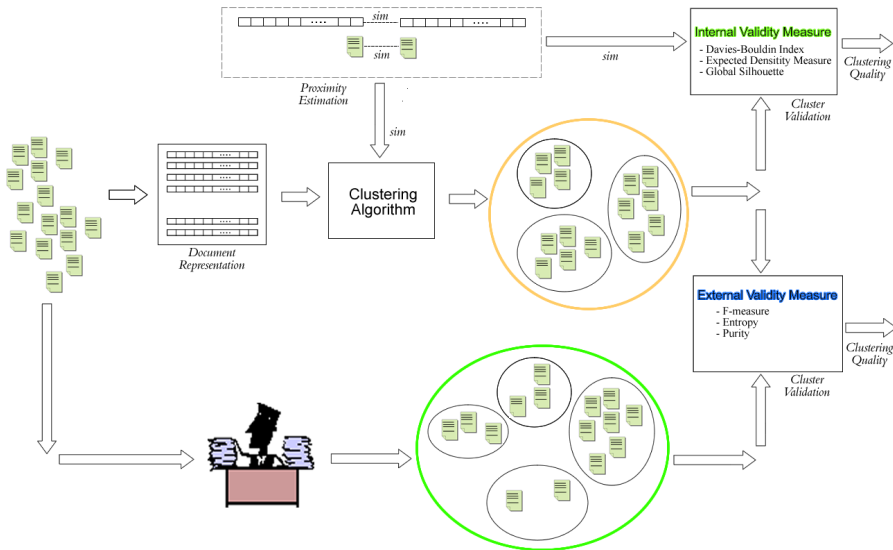 sim
sim
Proximity
Estimation
sim
sim
Internal Validity Measure
- Davies-Bouldin Index
- Expected Densitity Measure
- Global Silhouette
Clustering
Quality
Cluster
Validation
Document
Representation
Clustering
Algorithm
External Validity Measure
- F-measure
- Entropy
- Purity
Clustering
Quality
Cluster
Validation